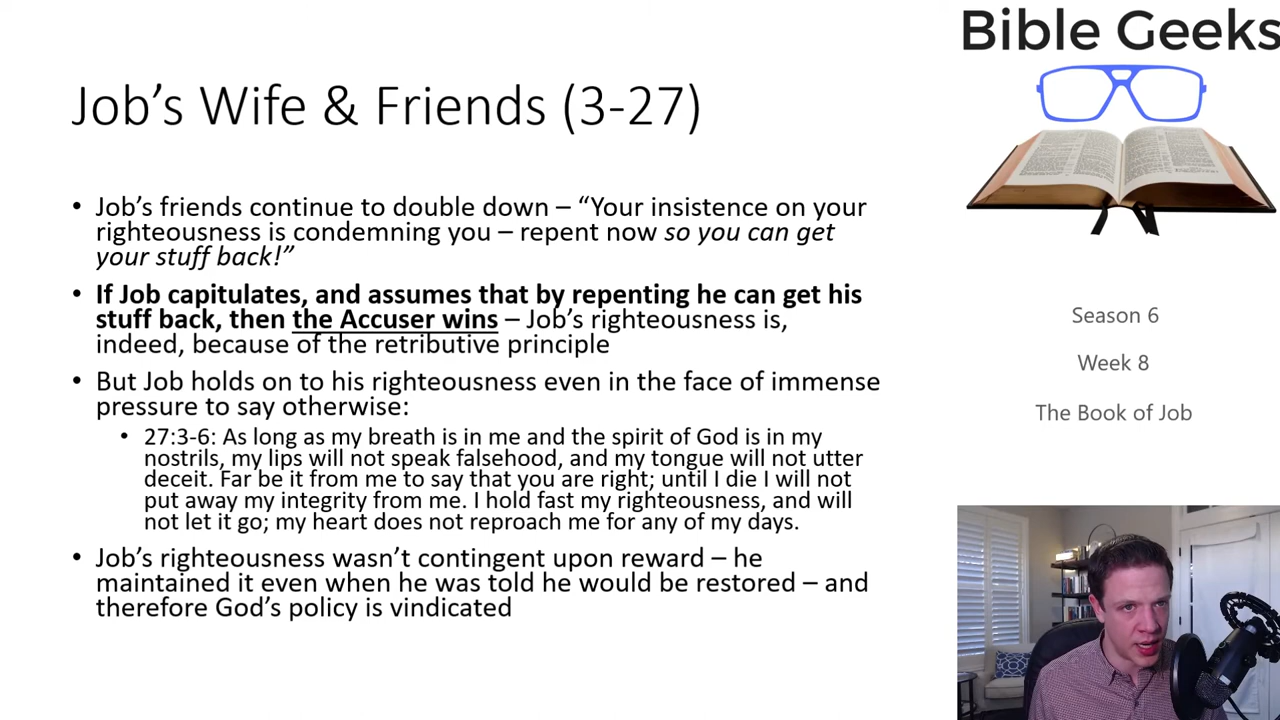 Bible Geeks
Job’s Wife & Friends (3-27)
• Job’s friends continue to double down – “Your insistence on your
righteousness is condemning you – repent now so you can get
your stuff back!”
• If Job capitulates, and assumes that by repenting he can get his
stuff back, then the Accuser wins – Job’s righteousness is,
indeed, because of the retributive principle
• But Job holds on to his righteousness even in the face of immense
pressure to say otherwise:
• 27:3-6: As long as my breath is in me and the spirit of God is in my
nostrils, my lips will not speak falsehood, and my tongue will not utter
deceit. Far be it from me to say that you are right; until I die I will not
put away my integrity from me. I hold fast my righteousness, and will
not let it go; my heart does not reproach me for any of my days.
• Job’s righteousness wasn’t contingent upon reward – he
maintained it even when he was told he would be restored – and
therefore God’s policy is vindicated
Season 6
Week 8
The Book of Job